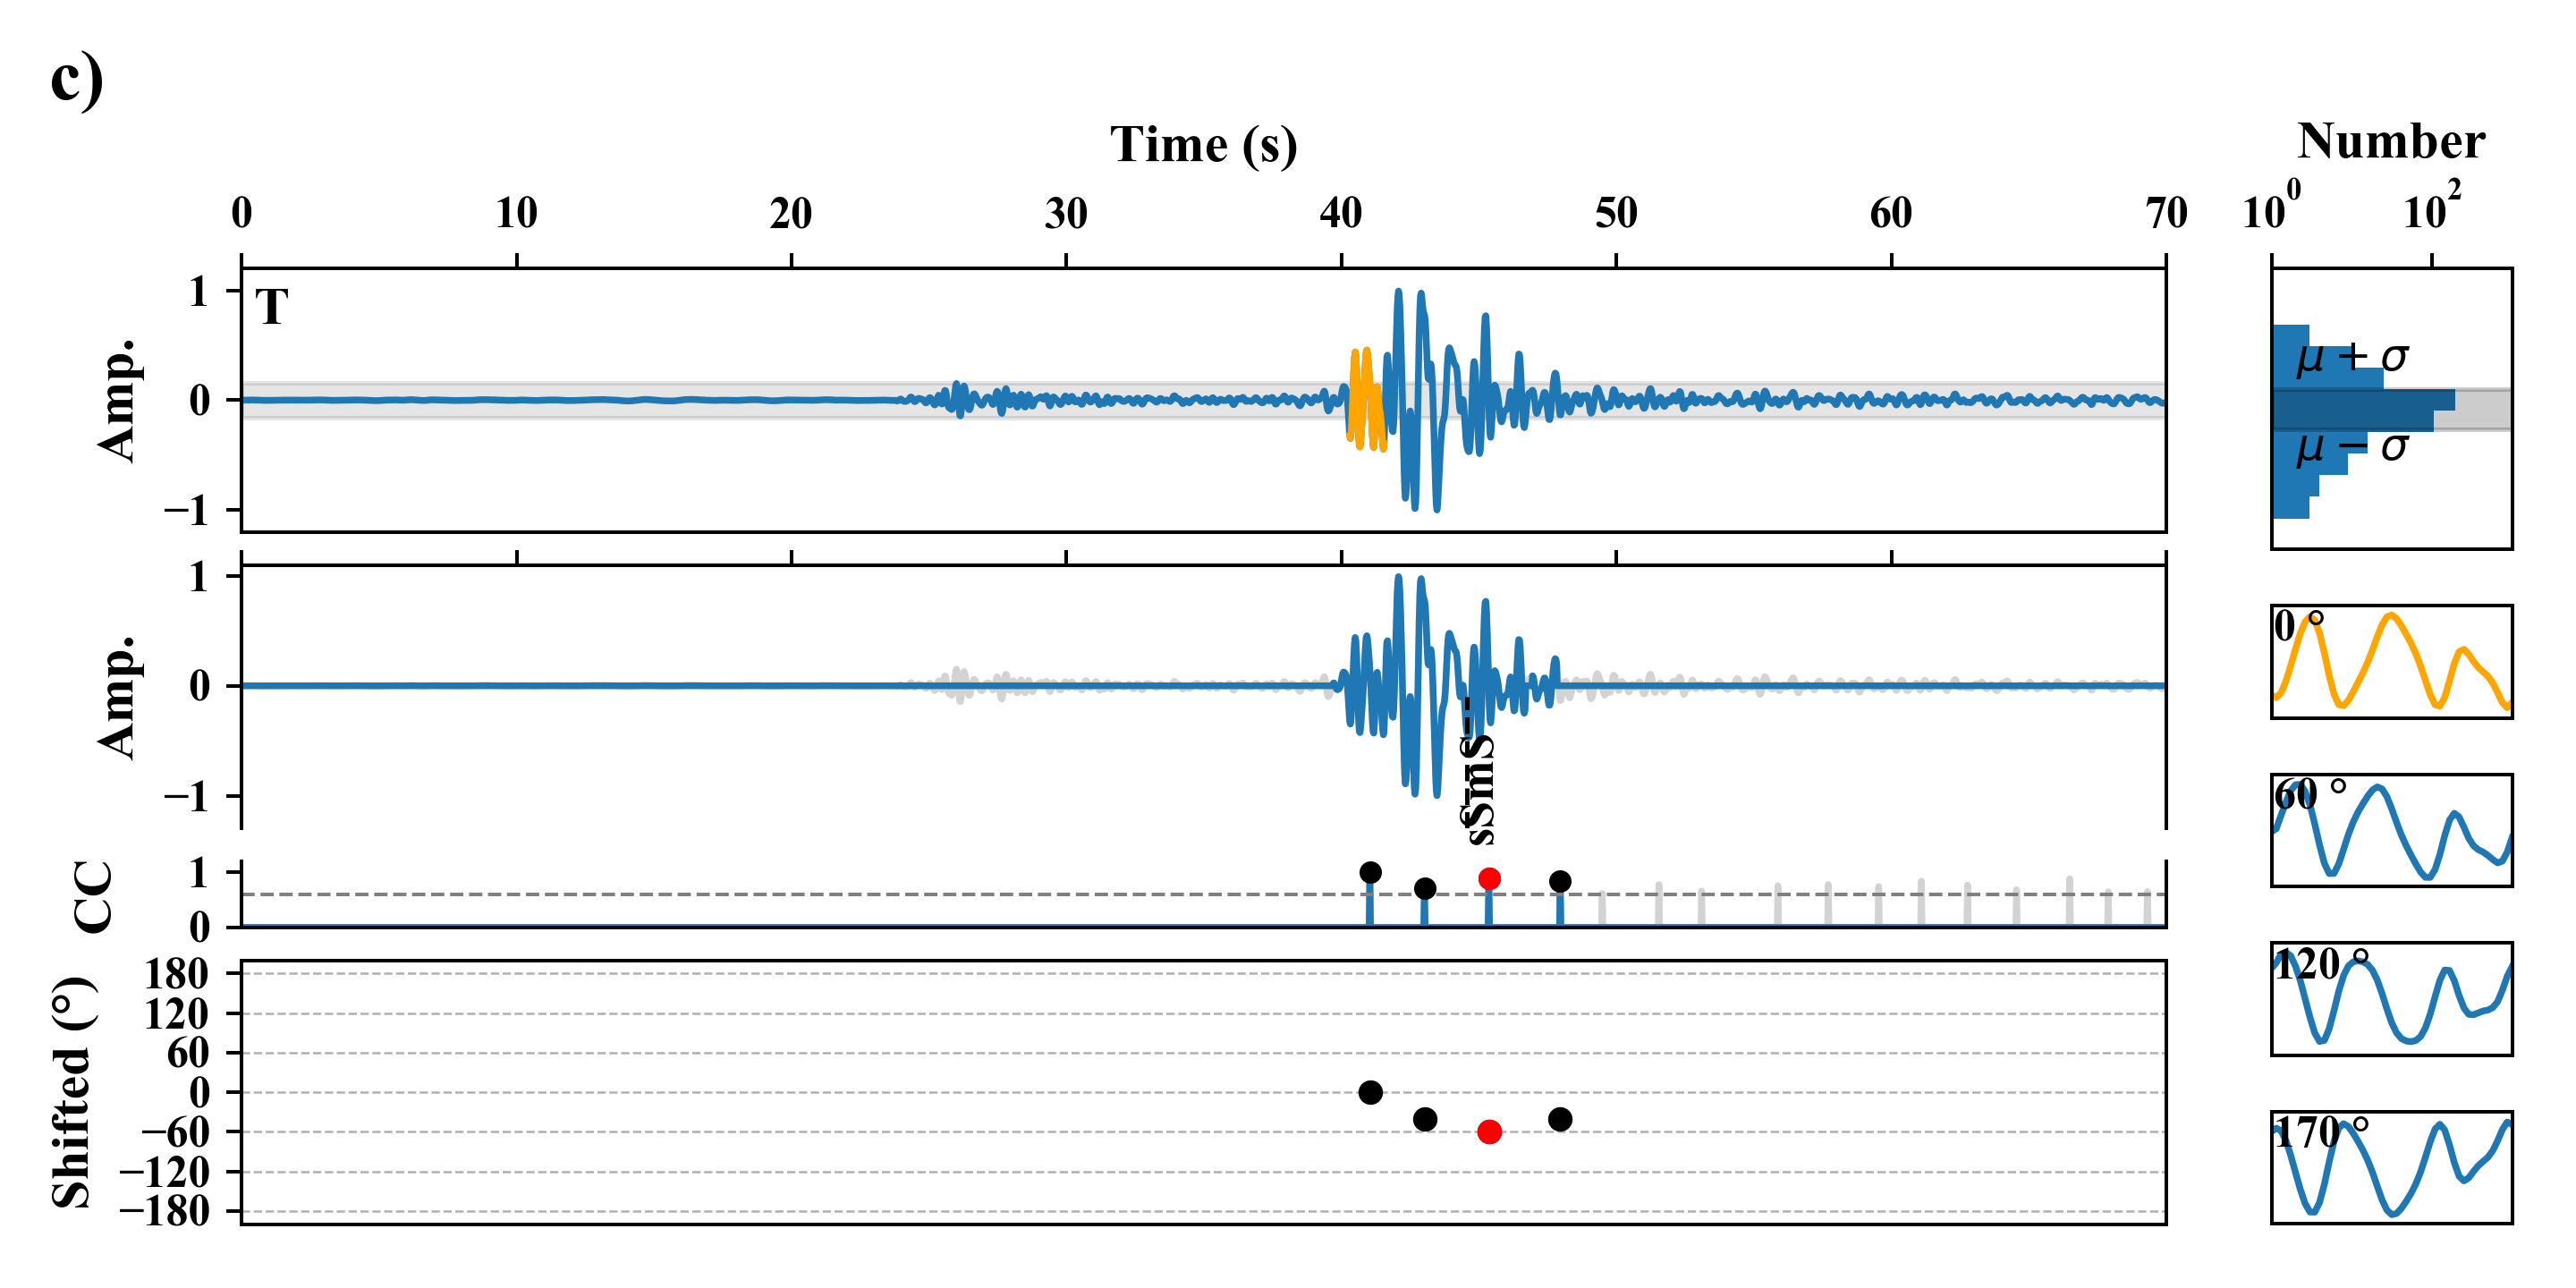 c)
Time (s)
Number
0 10 20 30 40 50 60 70
10^0 10^2
T
Amp.
1
0
−1
μ + σ
μ − σ
Amp.
1
0
−1
sSmS
0 °
60 °
120 °
170 °
CC
1
0
Shifted (°)
180
120
60
0
−60
−120
−180